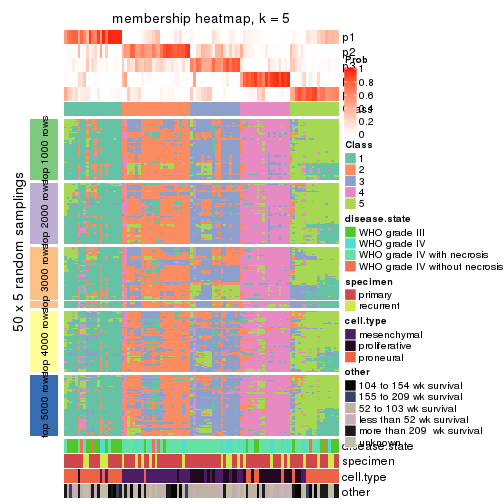 membership heatmap, k = 5
p1
p2
Prob
1
0.8
0.6
0.4
0.2
0
Class
1
2
3
4
5
disease.state
WHO grade III
WHO grade IV
WHO grade IV with necrosis
WHO grade IV without necrosis
specimen
primary
recurrent
cell.type
mesenchymal
proliferative
proneural
other
104 to 154 wk survival
155 to 209 wk survival
52 to 103 wk survival
less than 52 wk survival
more than 209 wk survival
unknown
50 x 5 random samplings
top 1000 rows
top 2000 rows
top 3000 rows
top 4000 rows
top 5000 rows
disease.state
specimen
cell.type
other